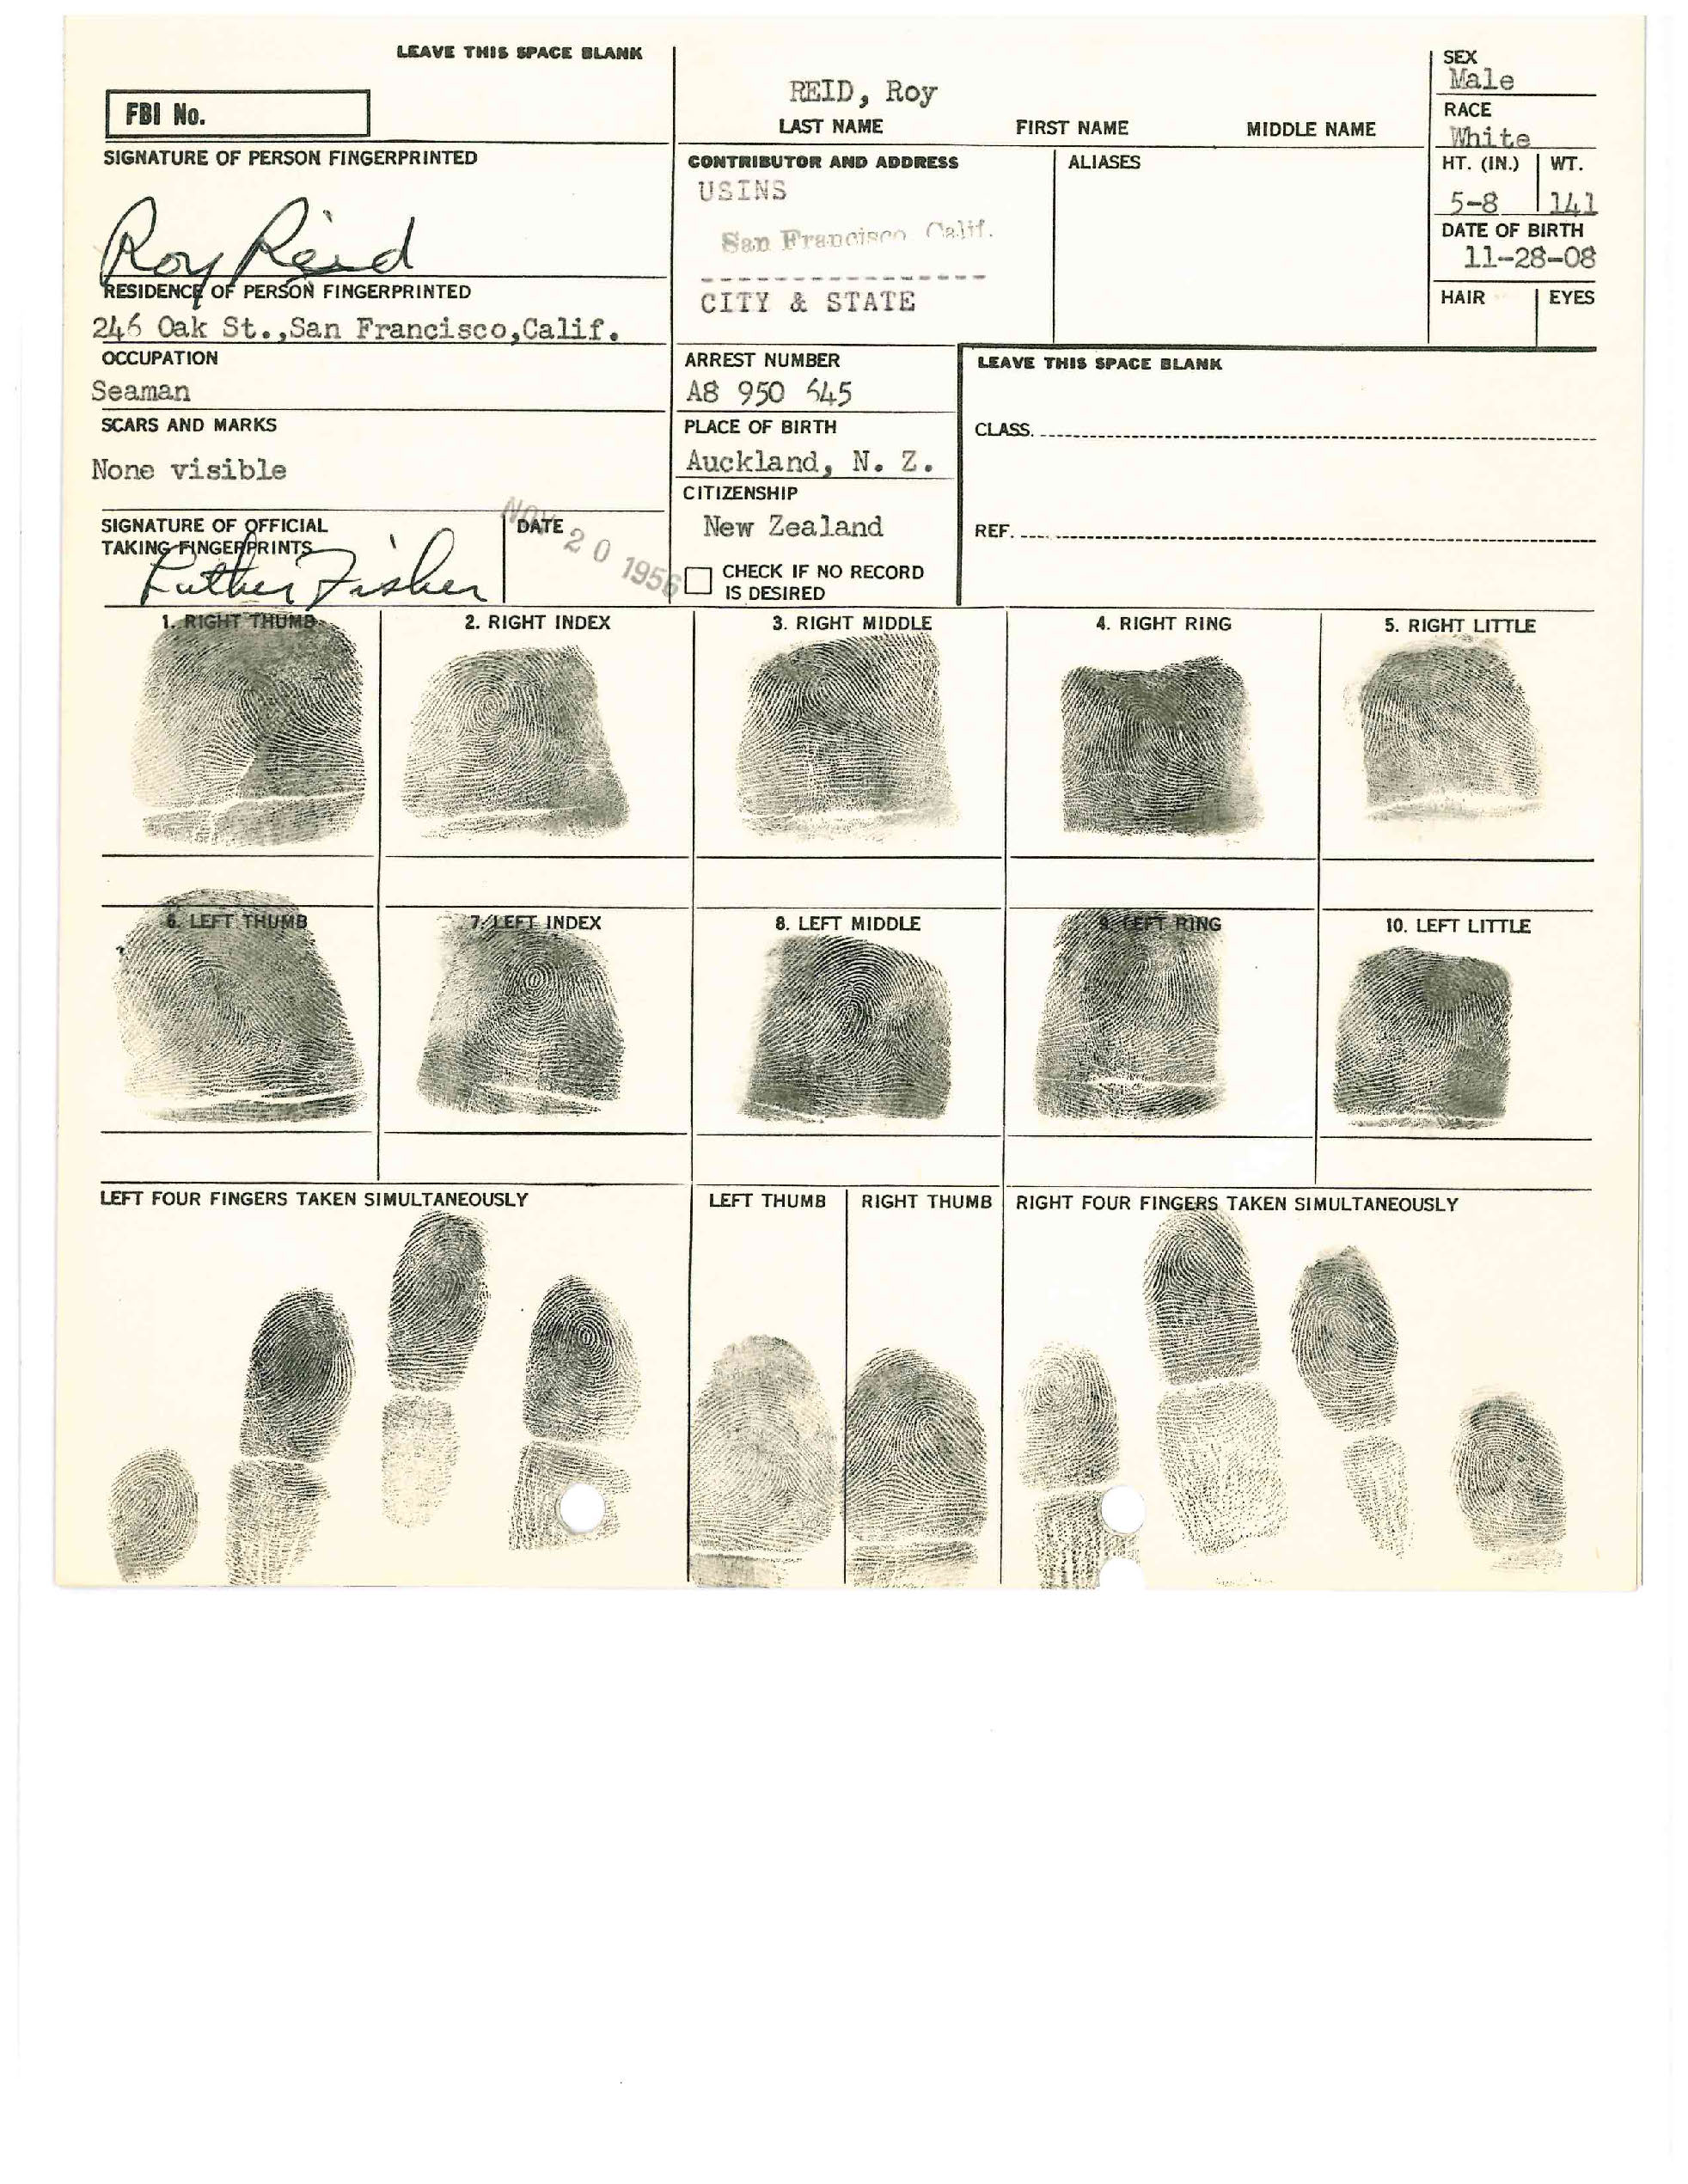 LEAVE THIS SPACE BLANK
FBI No.
REID, Roy
LAST NAME FIRST NAME MIDDLE NAME
SEX
Male
RACE
White
SIGNATURE OF PERSON FINGERPRINTED
Roy Reid
CONTRIBUTOR AND ADDRESS
USINS
San Francisco Calif.
CITY & STATE
ALIASES
HT. (IN.) WT.
5-8 141
DATE OF BIRTH
11-28-08
HAIR EYES
RESIDENCE OF PERSON FINGERPRINTED
246 Oak St.,San Francisco,Calif.
OCCUPATION
Seaman
ARREST NUMBER
A8 950 645
LEAVE THIS SPACE BLANK
CLASS.
REF.
SCARS AND MARKS
None visible
PLACE OF BIRTH
Auckland, N. Z.
CITIZENSHIP
New Zealand
SIGNATURE OF OFFICIAL
TAKING FINGERPRINTS
Luther Fisher
DATE
NOV 20 1956
CHECK IF NO RECORD
IS DESIRED
1. RIGHT THUMB 2. RIGHT INDEX 3. RIGHT MIDDLE 4. RIGHT RING 5. RIGHT LITTLE
6. LEFT THUMB 7. LEFT INDEX 8. LEFT MIDDLE 9. LEFT RING 10. LEFT LITTLE
LEFT FOUR FINGERS TAKEN SIMULTANEOUSLY LEFT THUMB RIGHT THUMB RIGHT FOUR FINGERS TAKEN SIMULTANEOUSLY